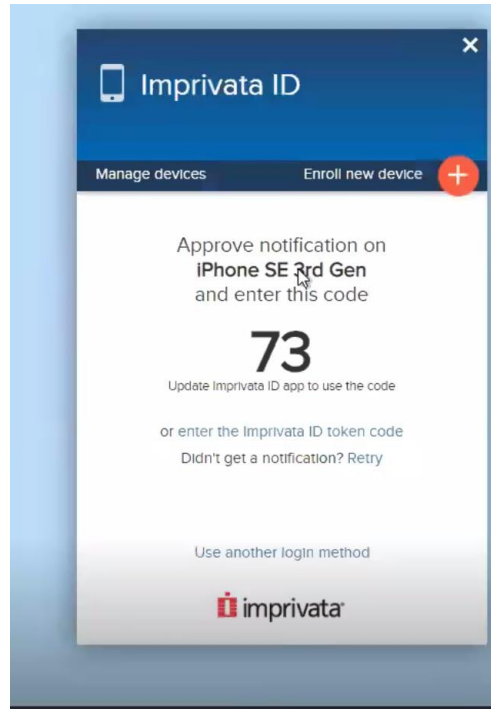 Imprivata ID
Manage devices Enroll new device
Approve notification on
iPhone SE 3rd Gen
and enter this code
73
Update Imprivata ID app to use the code
or enter the Imprivata ID token code
Didn't get a notification? Retry
Use another login method
imprivata